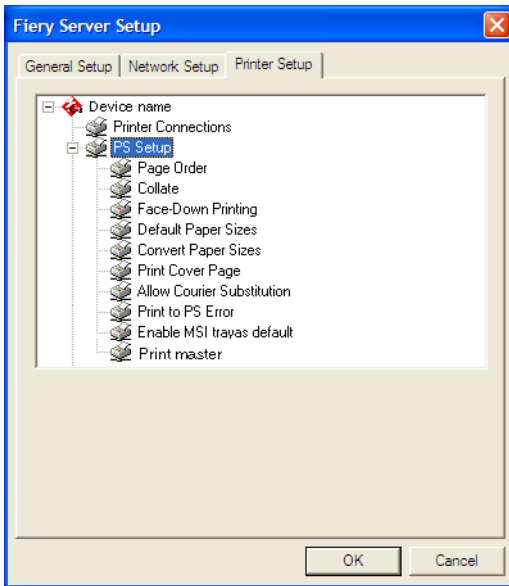 Fiery Server Setup
General Setup Network Setup Printer Setup
Device name
Printer Connections
PS Setup
Page Order
Collate
Face-Down Printing
Default Paper Sizes
Convert Paper Sizes
Print Cover Page
Allow Courier Substitution
Print to PS Error
Enable MSI trayas default
Print master
OK Cancel